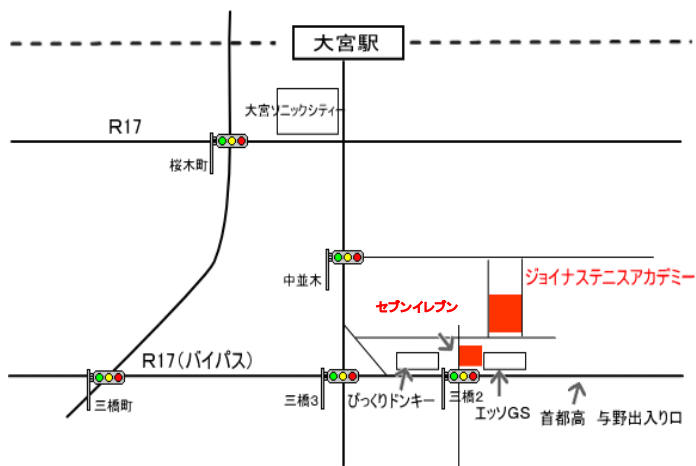 大宮駅
大宮ソニックシティー
R17
桜木町
中並木
ジョイナステニスアカデミー
セブンイレブン
R17(バイパス)
三橋町
三橋3
びっくりドンキー
三橋2
エッソGS
首都高 与野出入り口